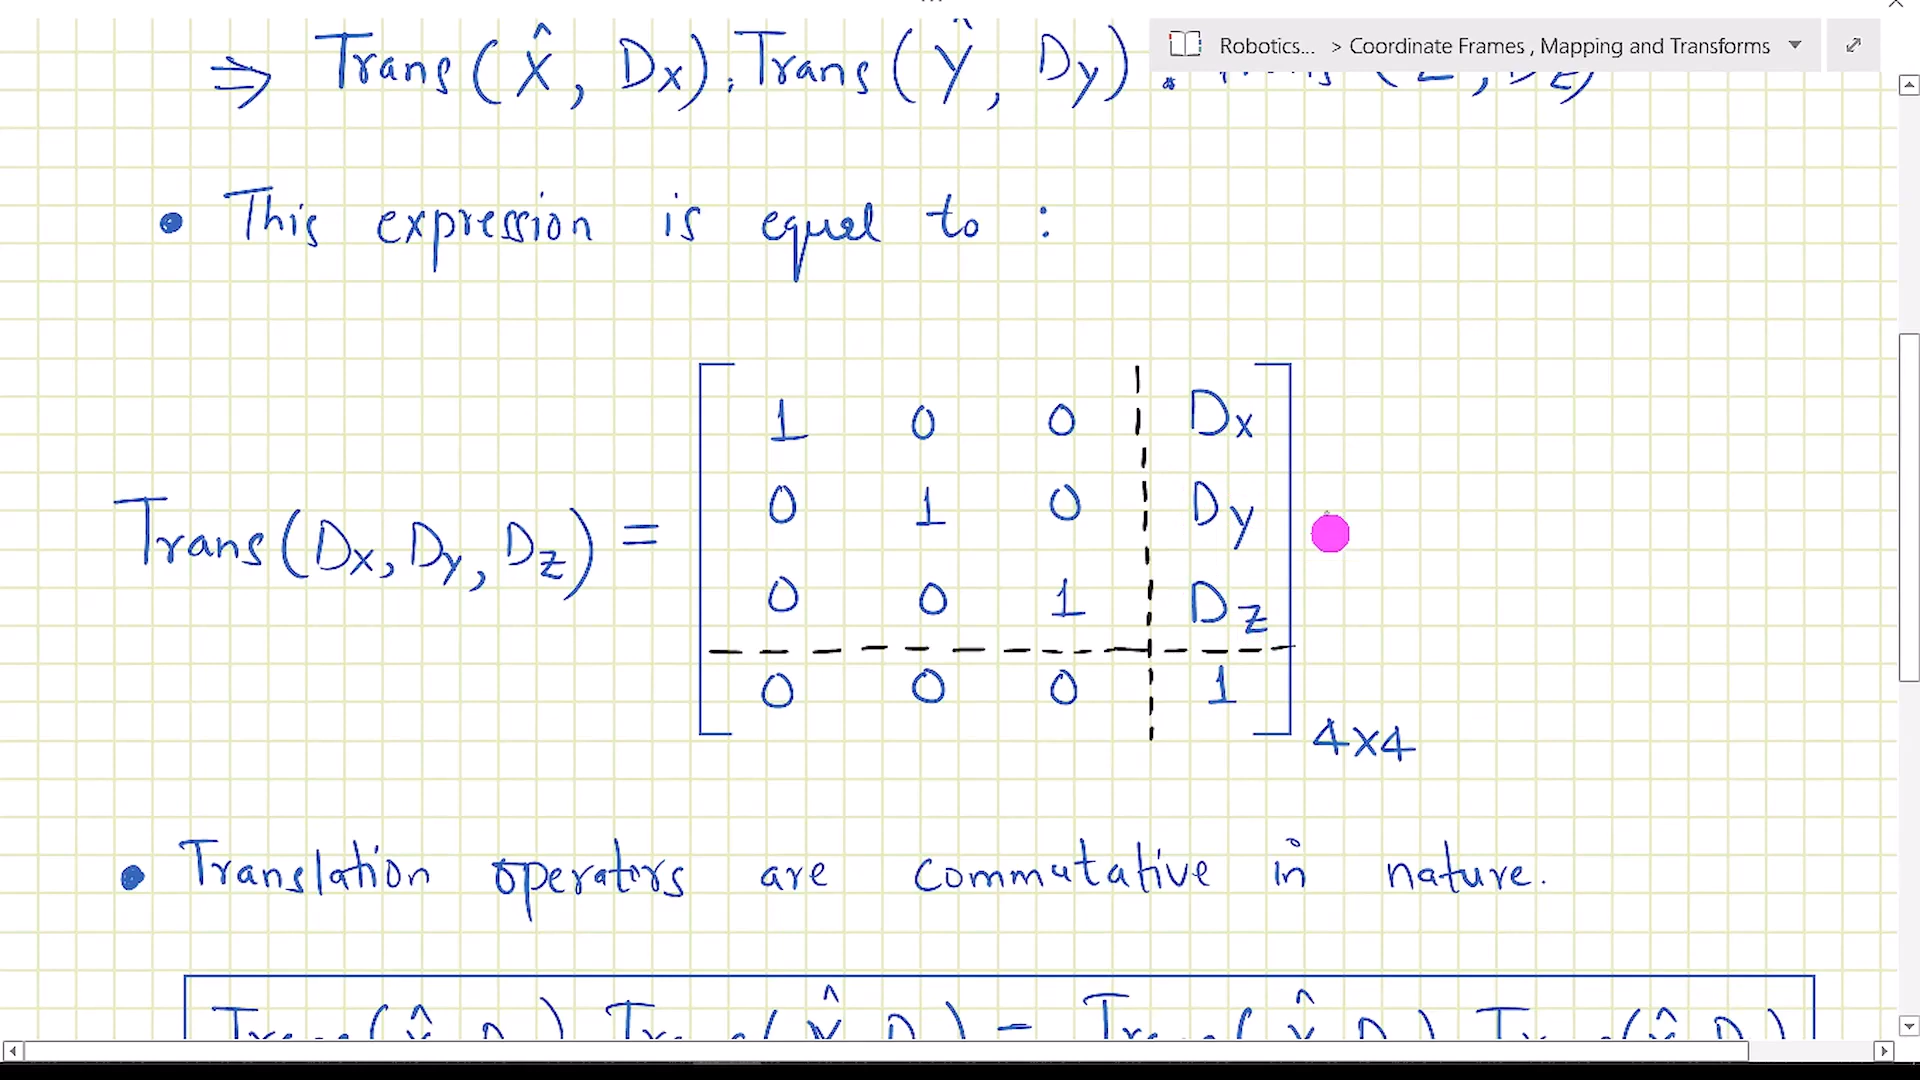 Robotics... > Coordinate Frames , Mapping and Transforms
⇒ Trans(X̂, Dx).Trans(Ŷ, Dy).
• This expression is equal to :
Trans(Dx, Dy, Dz) =
1 0 0 Dx
0 1 0 Dy
0 0 1 Dz
0 0 0 1
4x4
• Translation operators are commutative in nature.